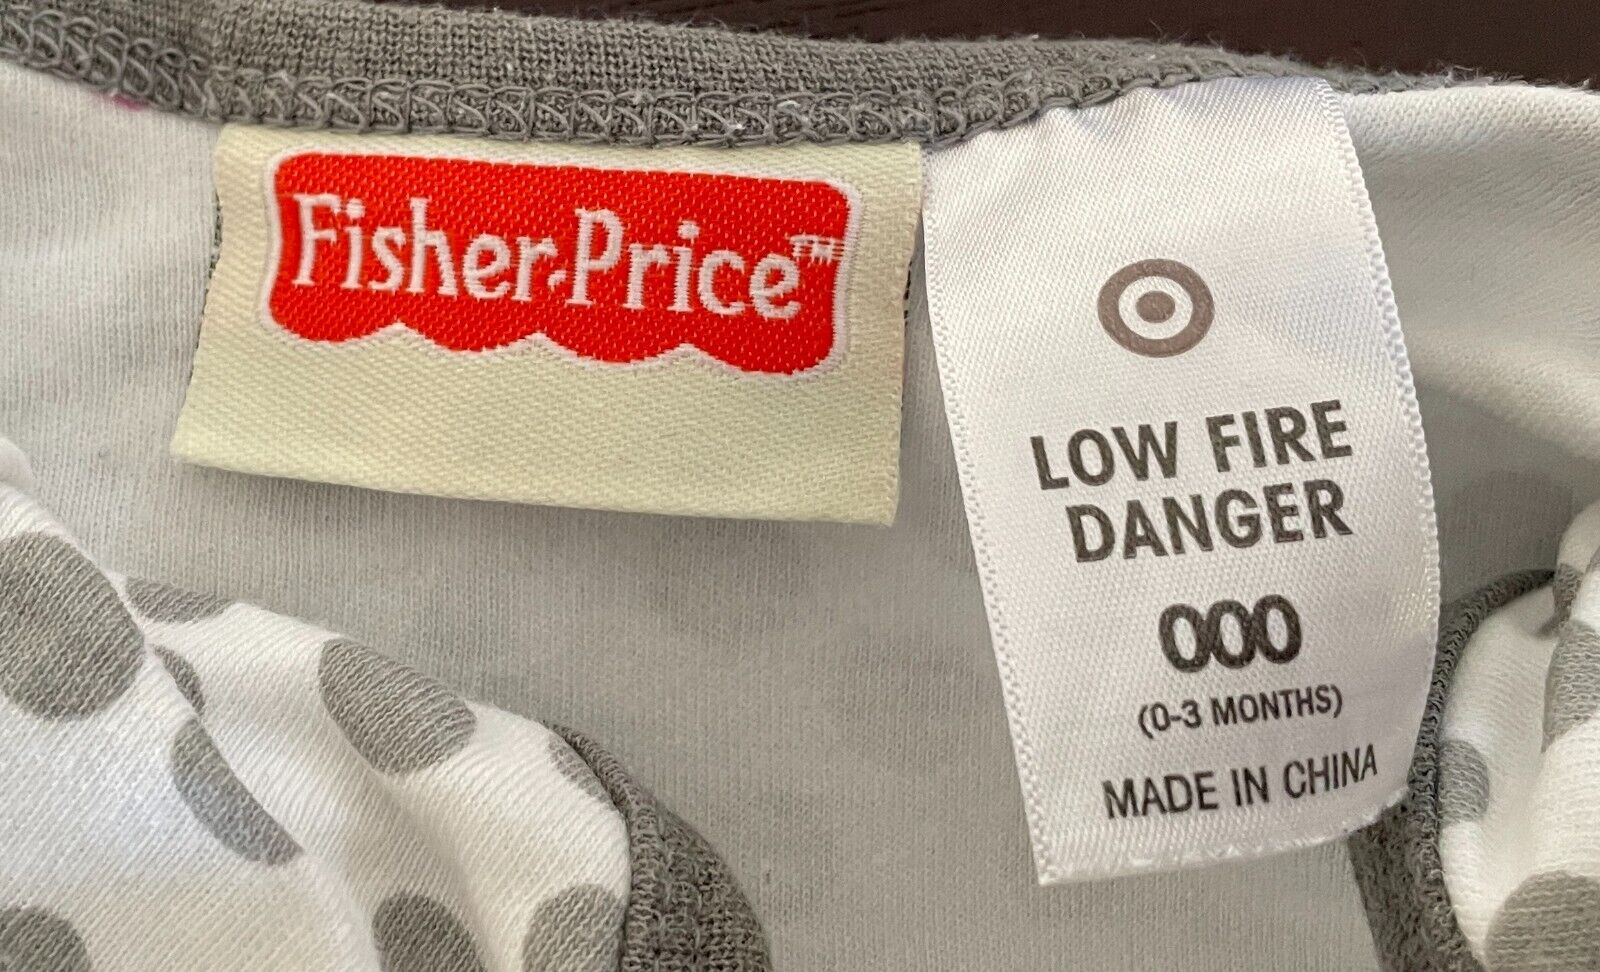 Fisher-Price™
LOW FIRE
DANGER
000
(0-3 MONTHS)
MADE IN CHINA